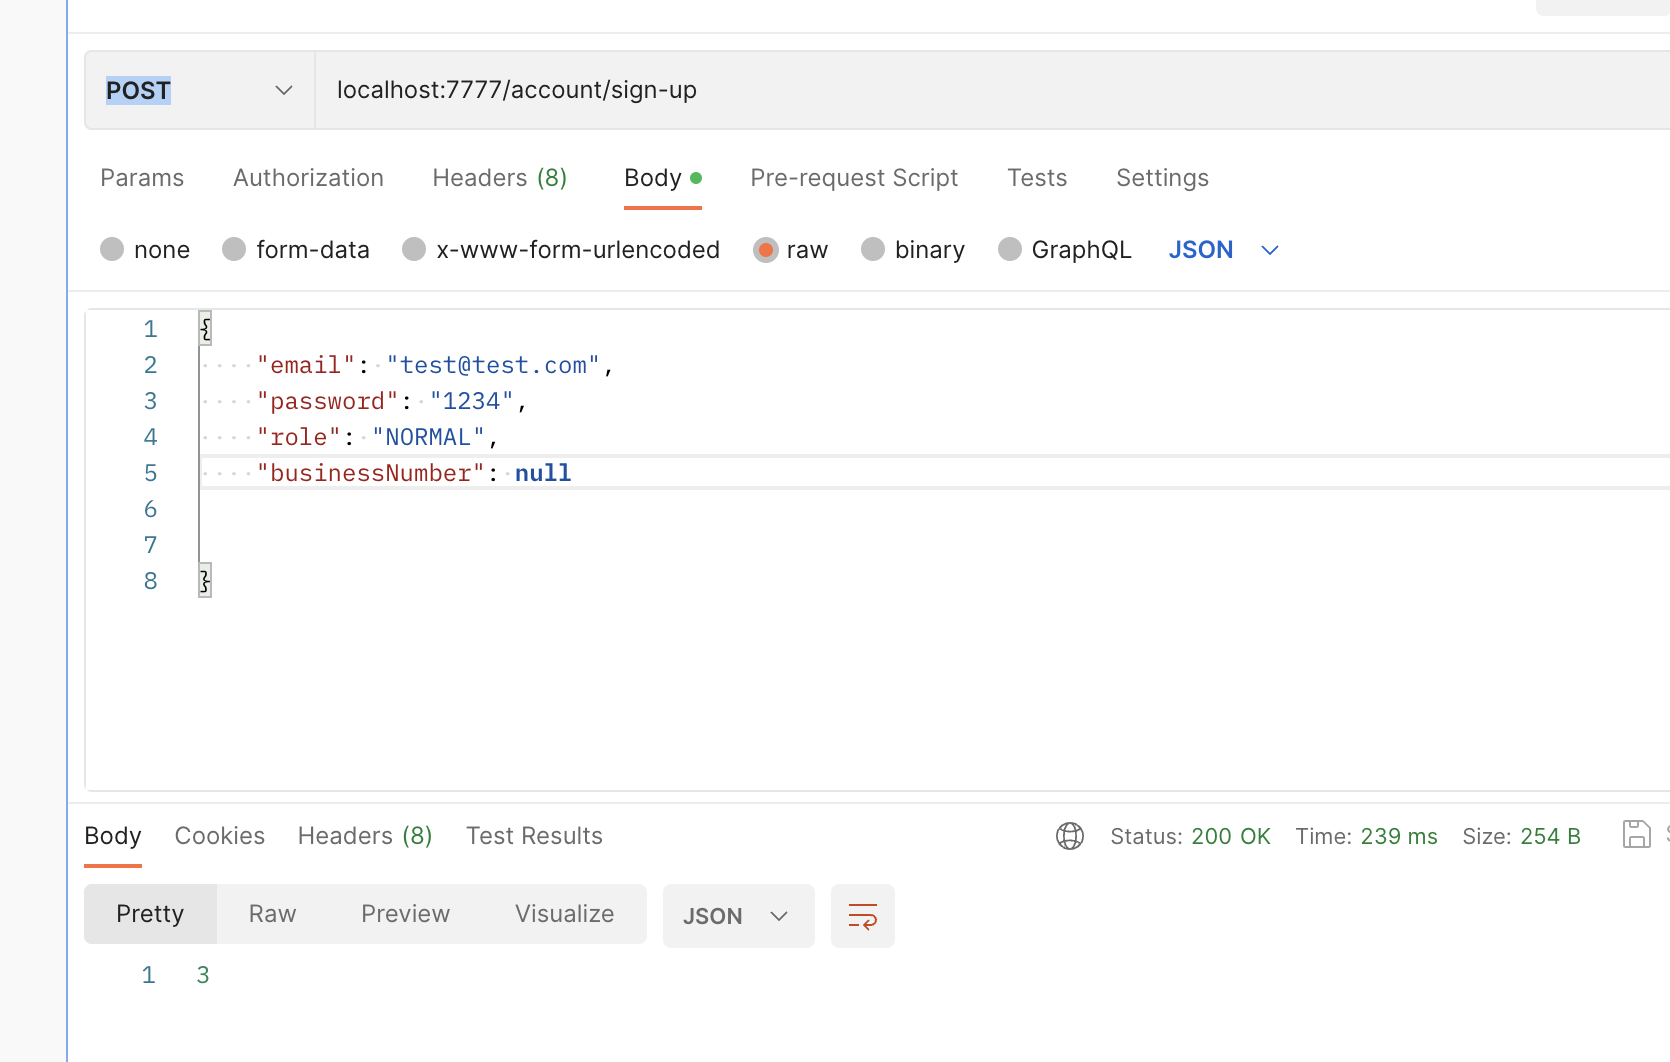 POST localhost:7777/account/sign-up
Params Authorization Headers (8) Body Pre-request Script Tests Settings
none form-data x-www-form-urlencoded raw binary GraphQL JSON
1 {
2 "email": "test@test.com",
3 "password": "1234",
4 "role": "NORMAL",
5 "businessNumber": null
6
7
8 }
Body Cookies Headers (8) Test Results Status: 200 OK Time: 239 ms Size: 254 B
Pretty Raw Preview Visualize JSON
1 3